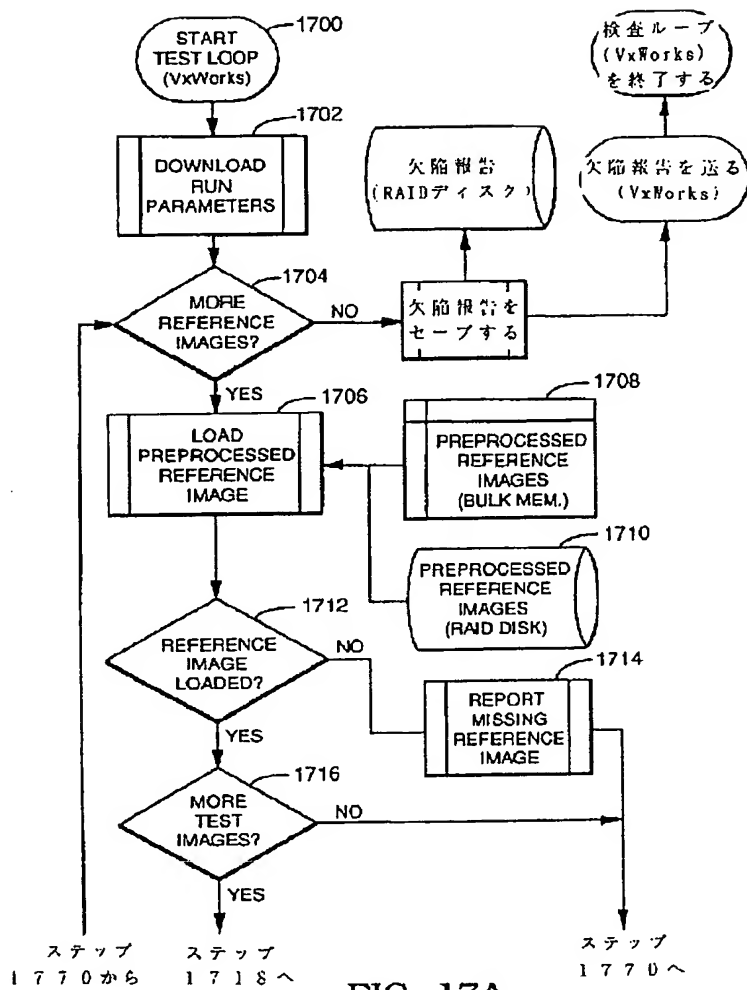 1700
START
TEST LOOP
(VxWorks)
検査ループ
(VxWorks)
を終了する
1702
DOWNLOAD
RUN
PARAMETERS
欠陥報告
(RAIDディスク)
欠陥報告を送る
(VxWorks)
1704
MORE
REFERENCE
IMAGES?
NO
欠陥報告を
セーブする
YES
1706
LOAD
PREPROCESSED
REFERENCE
IMAGE
1708
PREPROCESSED
REFERENCE
IMAGES
(BULK MEM.)
1710
PREPROCESSED
REFERENCE
IMAGES
(RAID DISK)
1712
REFERENCE
IMAGE
LOADED?
NO
1714
REPORT
MISSING
REFERENCE
IMAGE
YES
1716
MORE
TEST
IMAGES?
NO
YES
ステップ
1770から
ステップ
1718へ
ステップ
1770へ
FIG. 17A